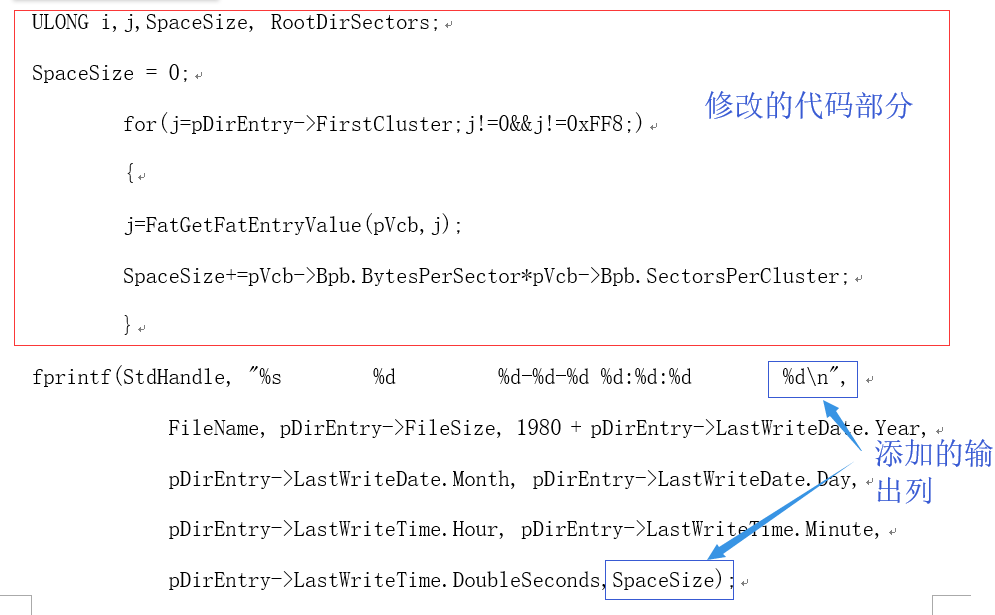 ULONG i,j,SpaceSize, RootDirSectors;
SpaceSize = 0;
for(j=pDirEntry->FirstCluster;j!=0&&j!=0xFF8;)
修改的代码部分
{
j=FatGetFatEntryValue(pVcb,j);
SpaceSize+=pVcb->Bpb.BytesPerSector*pVcb->Bpb.SectorsPerCluster;
}
fprintf(StdHandle, "%s %d %d-%d-%d %d:%d:%d %d\n",
FileName, pDirEntry->FileSize, 1980 + pDirEntry->LastWriteDate.Year,
添加的输
出列
pDirEntry->LastWriteDate.Month, pDirEntry->LastWriteDate.Day,
pDirEntry->LastWriteTime.Hour, pDirEntry->LastWriteTime.Minute,
pDirEntry->LastWriteTime.DoubleSeconds,SpaceSize);